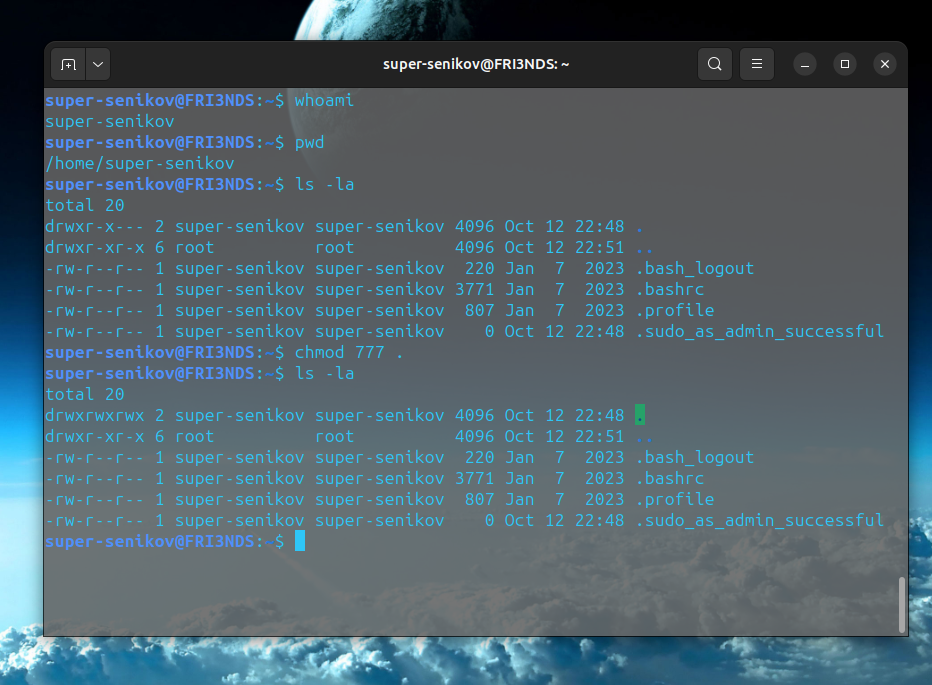 super-senikov@FRI3NDS: ~
super-senikov@FRI3NDS:~$ whoami
super-senikov
super-senikov@FRI3NDS:~$ pwd
/home/super-senikov
super-senikov@FRI3NDS:~$ ls -la
total 20
drwxr-x--- 2 super-senikov super-senikov 4096 Oct 12 22:48 .
drwxr-xr-x 6 root          root          4096 Oct 12 22:51 ..
-rw-r--r-- 1 super-senikov super-senikov  220 Jan  7  2023 .bash_logout
-rw-r--r-- 1 super-senikov super-senikov 3771 Jan  7  2023 .bashrc
-rw-r--r-- 1 super-senikov super-senikov  807 Jan  7  2023 .profile
-rw-r--r-- 1 super-senikov super-senikov    0 Oct 12 22:48 .sudo_as_admin_successful
super-senikov@FRI3NDS:~$ chmod 777 .
super-senikov@FRI3NDS:~$ ls -la
total 20
drwxrwxrwx 2 super-senikov super-senikov 4096 Oct 12 22:48 .
drwxr-xr-x 6 root          root          4096 Oct 12 22:51 ..
-rw-r--r-- 1 super-senikov super-senikov  220 Jan  7  2023 .bash_logout
-rw-r--r-- 1 super-senikov super-senikov 3771 Jan  7  2023 .bashrc
-rw-r--r-- 1 super-senikov super-senikov  807 Jan  7  2023 .profile
-rw-r--r-- 1 super-senikov super-senikov    0 Oct 12 22:48 .sudo_as_admin_successful
super-senikov@FRI3NDS:~$